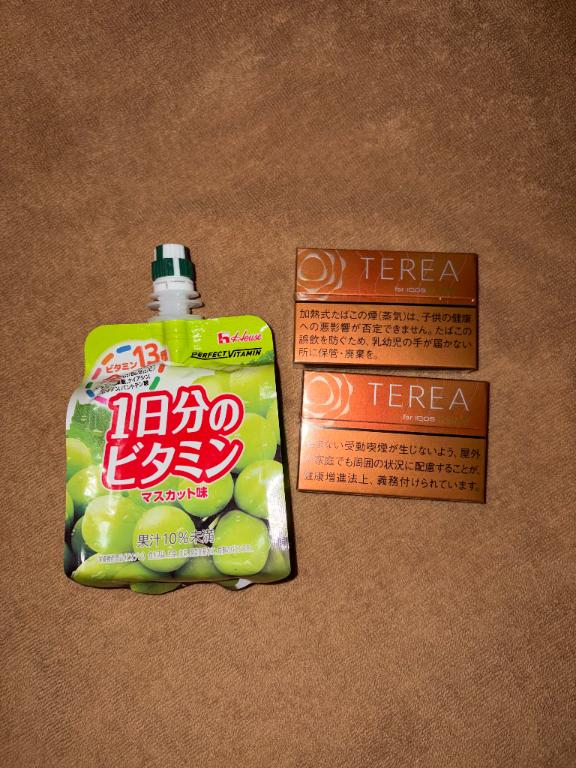 House
PERFECT VITAMIN
ビタミン13種
1日分の
ビタミン
マスカット味
果汁10%未満
TEREA
for IQOS
加熱式たばこの煙(蒸気)は、子供の健康
への悪影響が否定できません。たばこの
誤飲を防ぐため、乳幼児の手が届かない
所に保管・廃棄を。
TEREA
for IQOS
ない受動喫煙が生じないよう、屋外
家庭でも周囲の状況に配慮することが、
健康増進法上、義務付けられています。